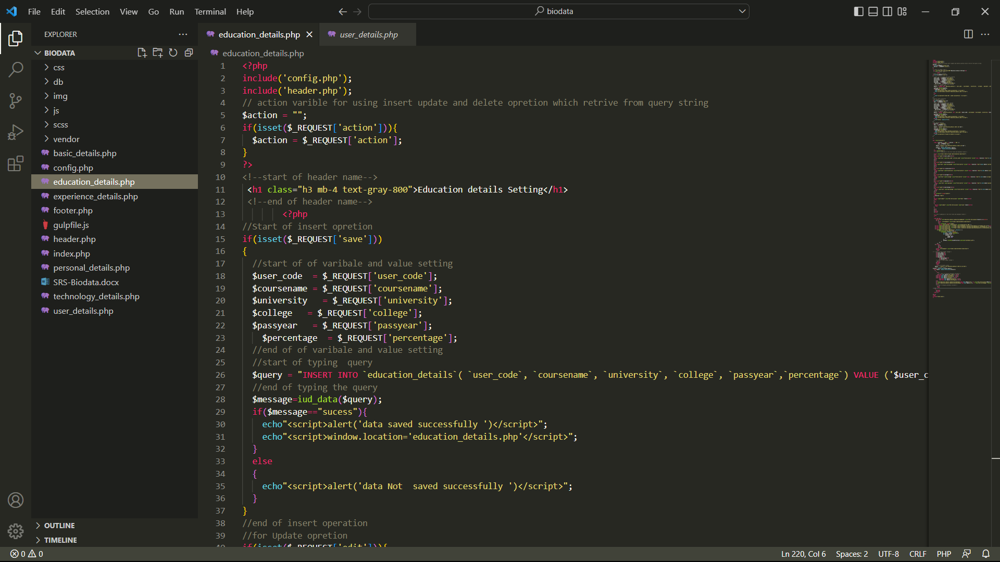 File Edit Selection View Go Run Terminal Help
biodata
EXPLORER
education_details.php
user_details.php
BIODATA
education_details.php
css
db
img
js
scss
vendor
basic_details.php
config.php
education_details.php
experience_details.php
footer.php
gulpfile.js
header.php
index.php
personal_details.php
SRS-Biodata.docx
technology_details.php
user_details.php
OUTLINE
TIMELINE
1 <?php
2 include('config.php');
3 include('header.php');
4 // action varible for using insert update and delete opretion which retrive from query string
5 $action = "";
6 if(isset($_REQUEST['action'])){
7 $action = $_REQUEST['action'];
8 }
9 ?>
10 <!--start of header name-->
11 <h1 class="h3 mb-4 text-gray-800">Education details Setting</h1>
12 <!--end of header name-->
13 <?php
14 //Start of insert opretion
15 if(isset($_REQUEST['save']))
16 {
17 //start of of varibale and value setting
18 $user_code  = $_REQUEST['user_code'];
19 $coursename = $_REQUEST['coursename'];
20 $university   = $_REQUEST['university'];
21 $college   = $_REQUEST['college'];
22 $passyear   = $_REQUEST['passyear'];
23 $percentage  = $_REQUEST['percentage'];
24 //end of of varibale and value setting
25 //start of typing  query
26 $query = "INSERT INTO `education_details`( `user_code`, `coursename`, `university`, `college`, `passyear`,`percentage`) VALUE ('$user_c
27 //end of typing the query
28 $message=iud_data($query);
29 if($message=="sucess"){
30 echo"<script>alert('data saved successfully ')</script>";
31 echo"<script>window.location='education_details.php'</script>";
32 }
33 else
34 {
35 echo"<script>alert('data Not  saved successfully ')</script>";
36 }
37 }
38 //end of insert operation
39 //for Update opretion
40 if(isset($_REQUEST['edit'])){
0 0
Ln 220, Col 6 Spaces: 2 UTF-8 CRLF PHP